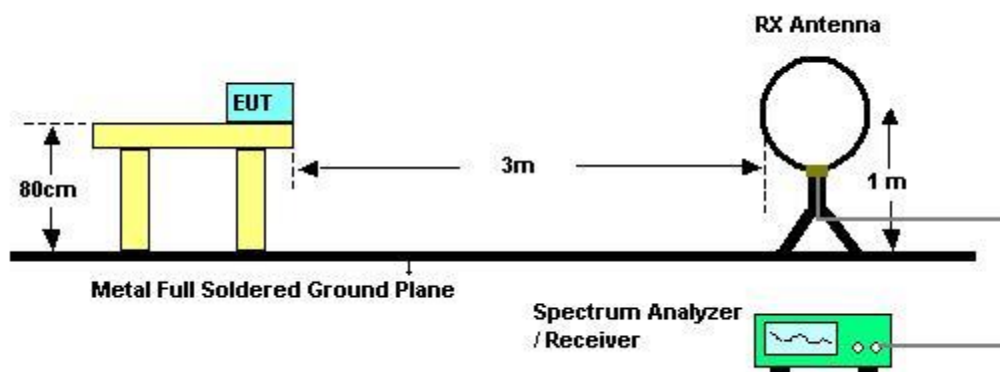 RX Antenna
EUT
3m
80cm
1 m
Metal Full Soldered Ground Plane
Spectrum Analyzer
/ Receiver